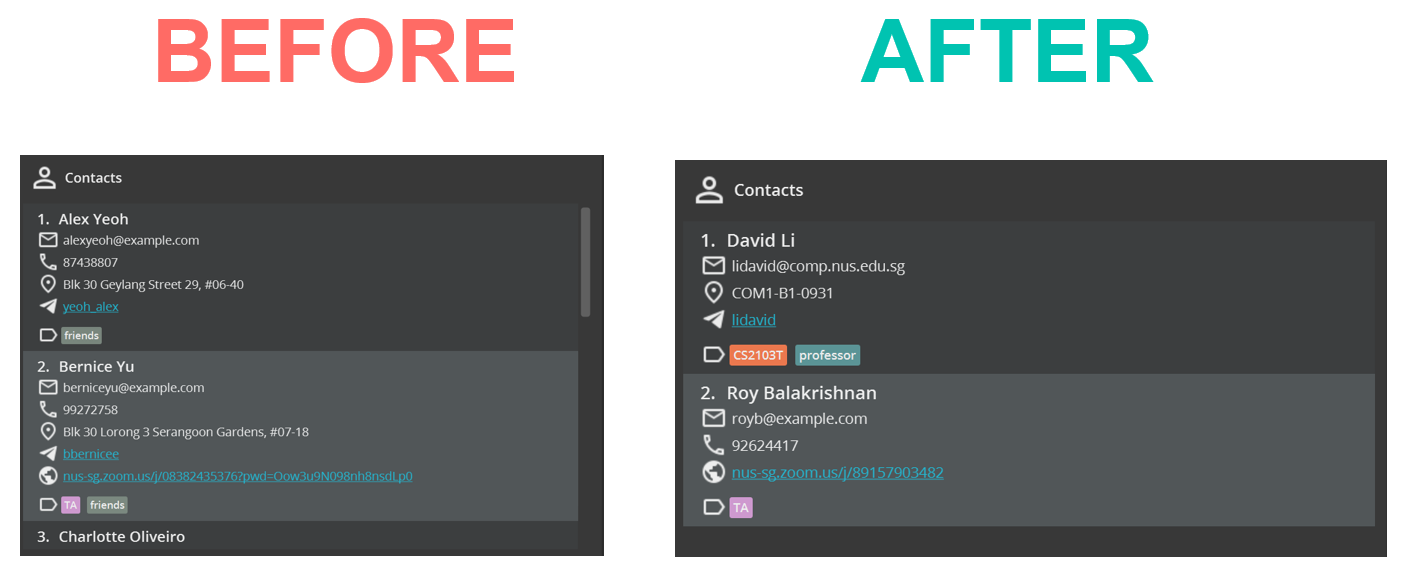 BEFORE
AFTER
Contacts
1. Alex Yeoh
alexyeoh@example.com
87438807
Blk 30 Geylang Street 29, #06-40
yeoh_alex
friends
2. Bernice Yu
berniceyu@example.com
99272758
Blk 30 Lorong 3 Serangoon Gardens, #07-18
bbernicee
nus-sg.zoom.us/j/08382435376?pwd=Oow3u9N098nh8nsdLp0
TA friends
3. Charlotte Oliveiro
Contacts
1. David Li
lidavid@comp.nus.edu.sg
COM1-B1-0931
lidavid
CS2103T professor
2. Roy Balakrishnan
royb@example.com
92624417
nus-sg.zoom.us/j/89157903482
TA